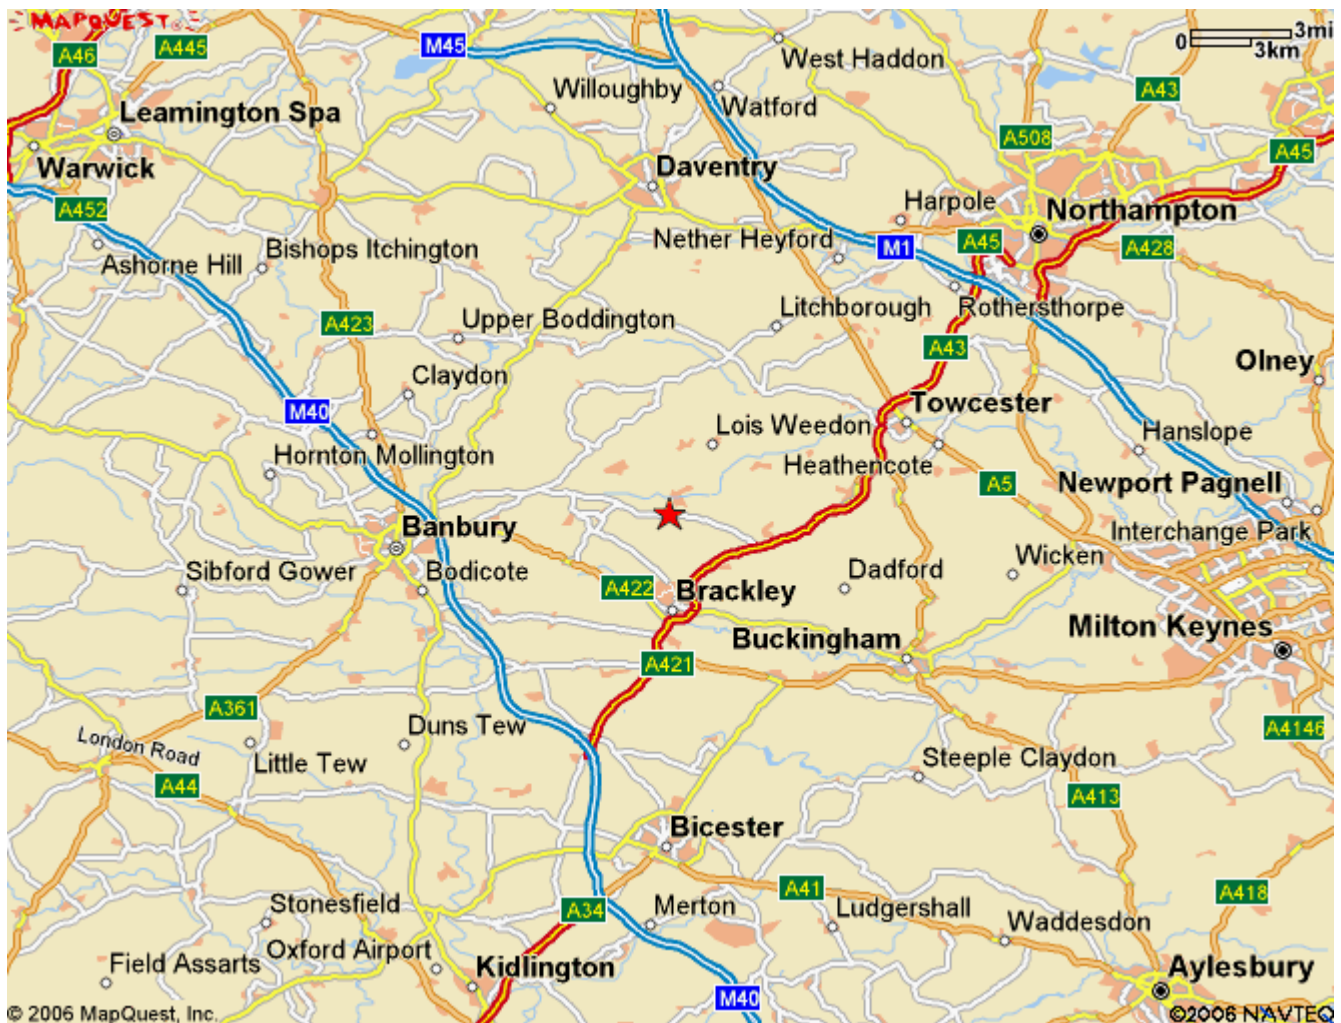 MAPQUEST
A46
A445
M45
West Haddon
3mi
0
3km
Willoughby
Watford
A43
Leamington Spa
A508
Warwick
Daventry
A45
A452
Harpole
Northampton
Bishops Itchington
Nether Heyford
M1
A45
A428
Ashorne Hill
Litchborough
Rothersthorpe
A423
Upper Boddington
A43
Olney
Claydon
M40
Towcester
Lois Weedon
Hanslope
Hornton
Mollington
Heathencote
A5
Newport Pagnell
Banbury
Interchange Park
Sibford Gower
Bodicote
A422
Brackley
Dadford
Wicken
Buckingham
Milton Keynes
A421
A361
London Road
Duns Tew
A4146
Little Tew
Steeple Claydon
A44
A413
Bicester
A41
A418
Stonesfield
A34
Merton
Ludgershall
Waddesdon
Field Assarts
Oxford Airport
Kidlington
Aylesbury
M40
© 2006 MapQuest, Inc.
©2006 NAVTEQ